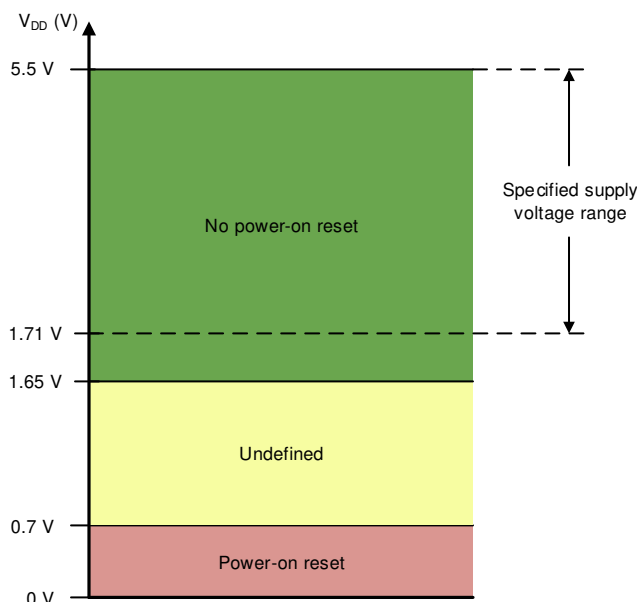 V_DD (V)
5.5 V
Specified supply
voltage range
No power-on reset
1.71 V
1.65 V
Undefined
0.7 V
Power-on reset
0 V